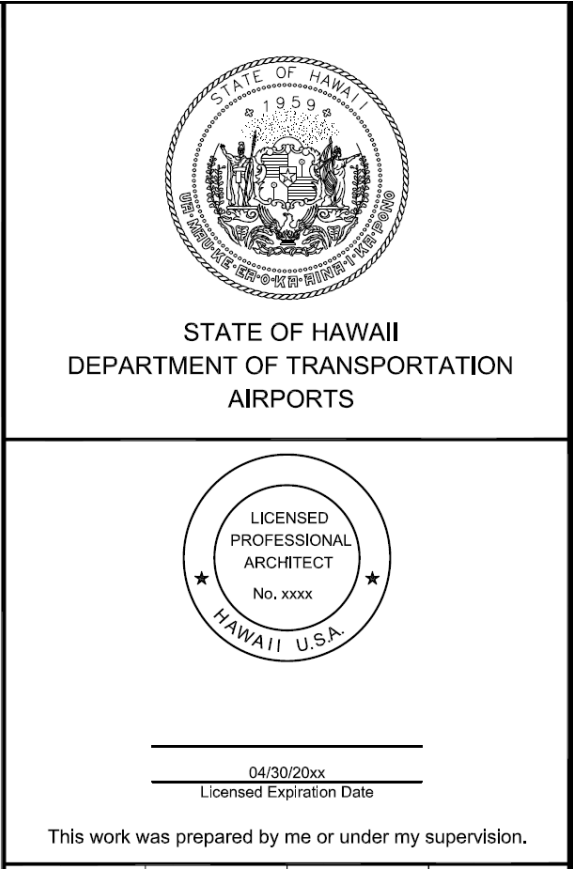 STATE OF HAWAII
1959
UA·MAU·KE·EA·O·KA·AINA·I·KA·PONO
STATE OF HAWAII
DEPARTMENT OF TRANSPORTATION
AIRPORTS
LICENSED
PROFESSIONAL
ARCHITECT
No. xxxx
HAWAII U.S.A.
04/30/20xx
Licensed Expiration Date
This work was prepared by me or under my supervision.